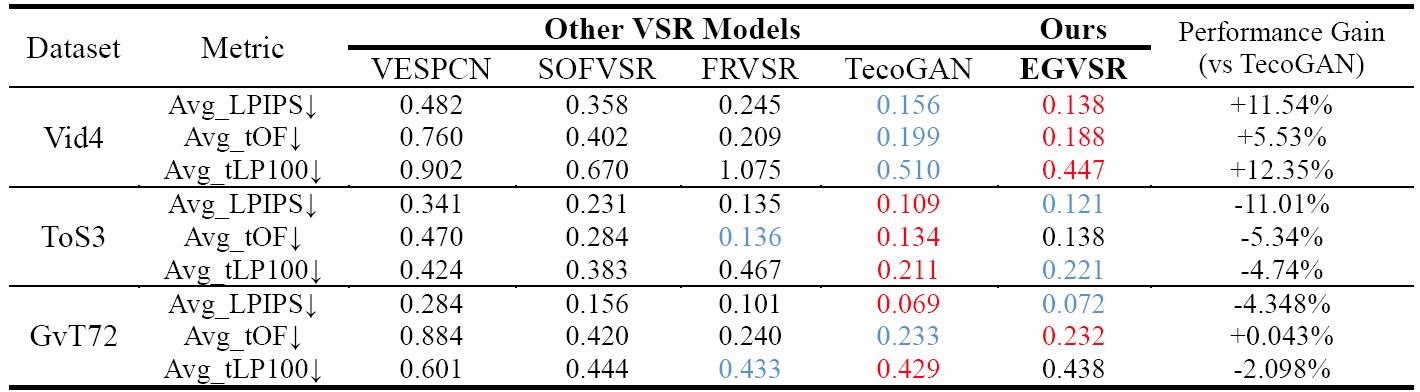 Dataset Metric Other VSR Models Ours Performance Gain (vs TecoGAN)
VESPCN SOFVSR FRVSR TecoGAN EGVSR
Vid4 Avg_LPIPS↓ 0.482 0.358 0.245 0.156 0.138 +11.54%
Avg_tOF↓ 0.760 0.402 0.209 0.199 0.188 +5.53%
Avg_tLP100↓ 0.902 0.670 1.075 0.510 0.447 +12.35%
ToS3 Avg_LPIPS↓ 0.341 0.231 0.135 0.109 0.121 -11.01%
Avg_tOF↓ 0.470 0.284 0.136 0.134 0.138 -5.34%
Avg_tLP100↓ 0.424 0.383 0.467 0.211 0.221 -4.74%
GvT72 Avg_LPIPS↓ 0.284 0.156 0.101 0.069 0.072 -4.348%
Avg_tOF↓ 0.884 0.420 0.240 0.233 0.232 +0.043%
Avg_tLP100↓ 0.601 0.444 0.433 0.429 0.438 -2.098%